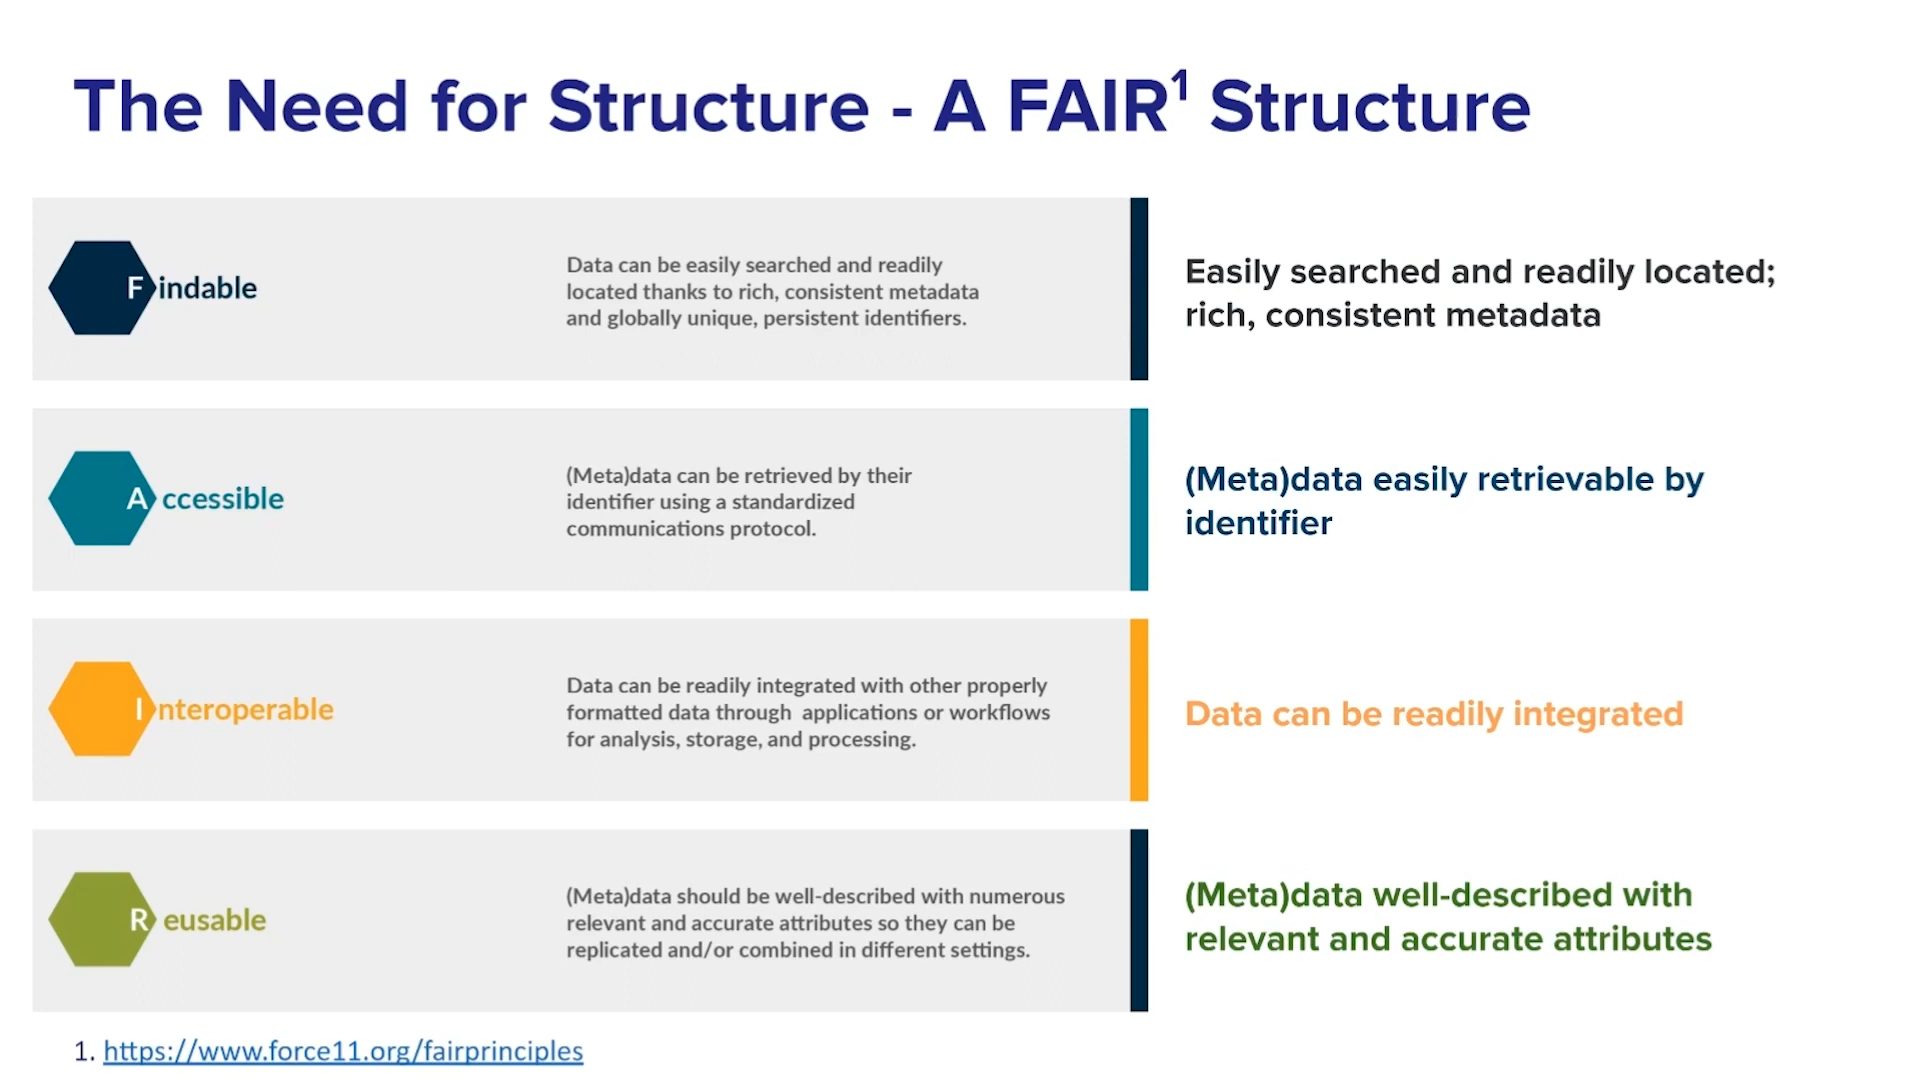 The Need for Structure - A FAIR¹ Structure
Findable
Data can be easily searched and readily
located thanks to rich, consistent metadata
and globally unique, persistent identifiers.
Easily searched and readily located;
rich, consistent metadata
Accessible
(Meta)data can be retrieved by their
identifier using a standardized
communications protocol.
(Meta)data easily retrievable by
identifier
Interoperable
Data can be readily integrated with other properly
formatted data through  applications or workflows
for analysis, storage, and processing.
Data can be readily integrated
Reusable
(Meta)data should be well-described with numerous
relevant and accurate attributes so they can be
replicated and/or combined in different settings.
(Meta)data well-described with
relevant and accurate attributes
1. https://www.force11.org/fairprinciples